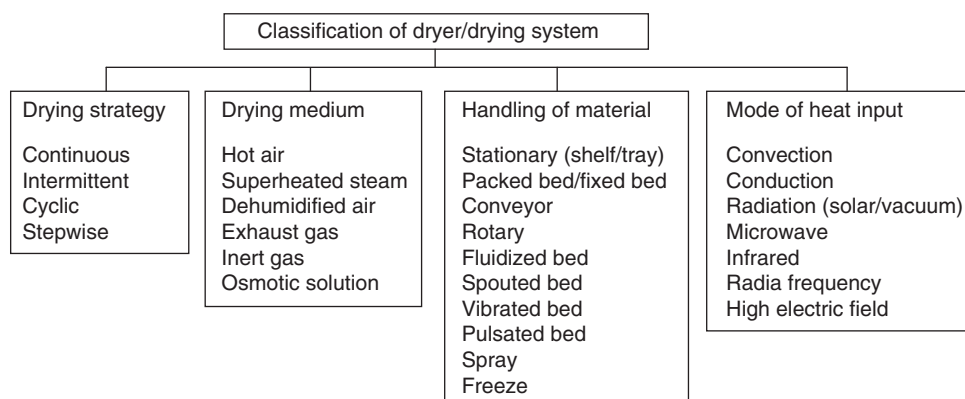 Classification of dryer/drying system
Drying strategy
Continuous
Intermittent
Cyclic
Stepwise
Drying medium
Hot air
Superheated steam
Dehumidified air
Exhaust gas
Inert gas
Osmotic solution
Handling of material
Stationary (shelf/tray)
Packed bed/fixed bed
Conveyor
Rotary
Fluidized bed
Spouted bed
Vibrated bed
Pulsated bed
Spray
Freeze
Mode of heat input
Convection
Conduction
Radiation (solar/vacuum)
Microwave
Infrared
Radia frequency
High electric field